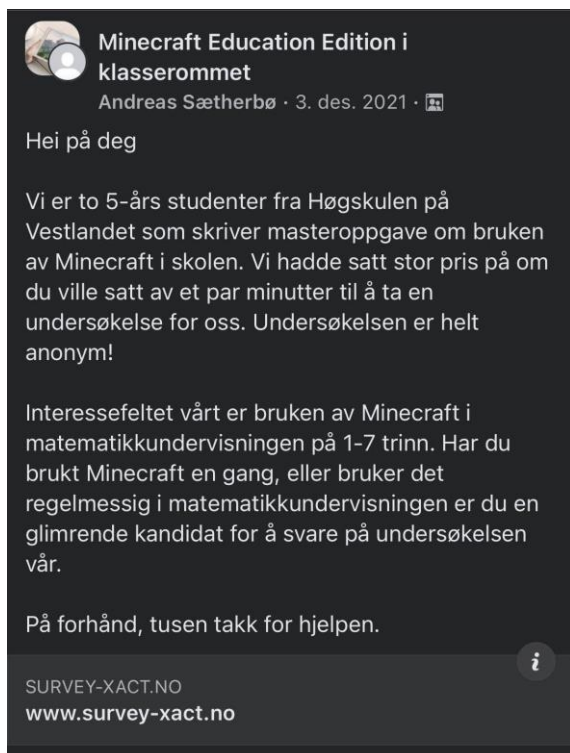 Minecraft Education Edition i
klasserommet
Andreas Sætherbø · 3. des. 2021 ·
Hei på deg
Vi er to 5-års studenter fra Høgskulen på
Vestlandet som skriver masteroppgave om bruken
av Minecraft i skolen. Vi hadde satt stor pris på om
du ville satt av et par minutter til å ta en
undersøkelse for oss. Undersøkelsen er helt
anonym!
Interessefeltet vårt er bruken av Minecraft i
matematikkundervisningen på 1-7 trinn. Har du
brukt Minecraft en gang, eller bruker det
regelmessig i matematikkundervisningen er du en
glimrende kandidat for å svare på undersøkelsen
vår.
På forhånd, tusen takk for hjelpen.
i
SURVEY-XACT.NO
www.survey-xact.no